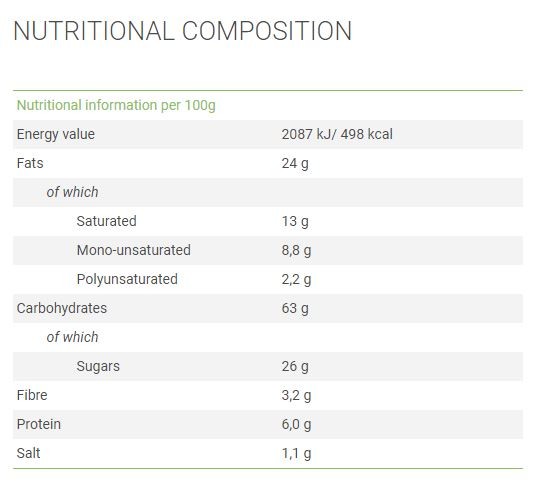 NUTRITIONAL COMPOSITION
Nutritional information per 100g
Energy value 2087 kJ/ 498 kcal
Fats 24 g
of which
Saturated 13 g
Mono-unsaturated 8,8 g
Polyunsaturated 2,2 g
Carbohydrates 63 g
of which
Sugars 26 g
Fibre 3,2 g
Protein 6,0 g
Salt 1,1 g